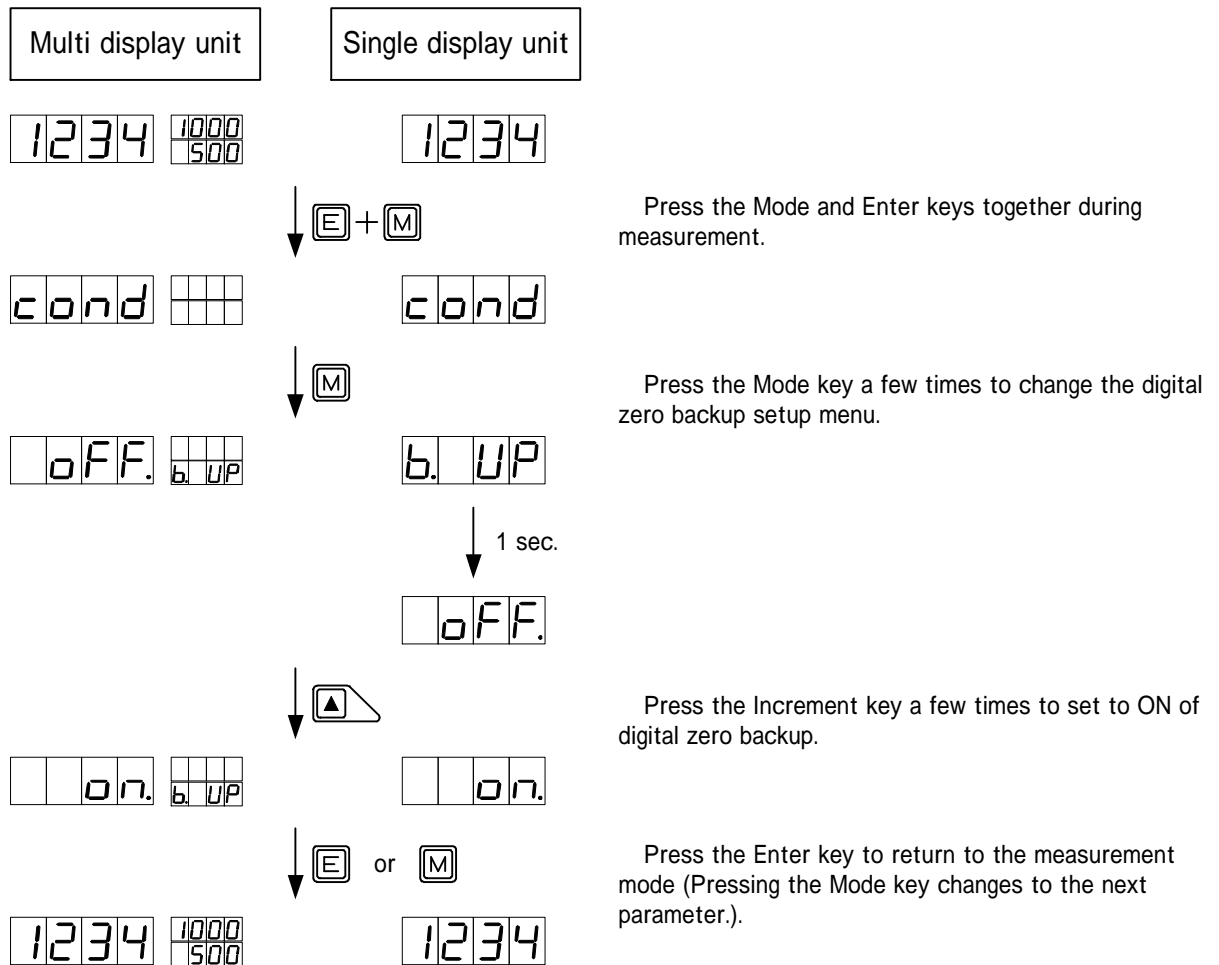 Multi display unit Single display unit
1234 1000 1234
500
E + M
Press the Mode and Enter keys together during
measurement.
cond cond
M
Press the Mode key a few times to change the digital
zero backup setup menu.
oFF. b. UP b. UP
1 sec.
oFF.
Press the Increment key a few times to set to ON of
digital zero backup.
on. b. UP on.
E or M
Press the Enter key to return to the measurement
mode (Pressing the Mode key changes to the next
parameter.).
1234 1000 1234
500